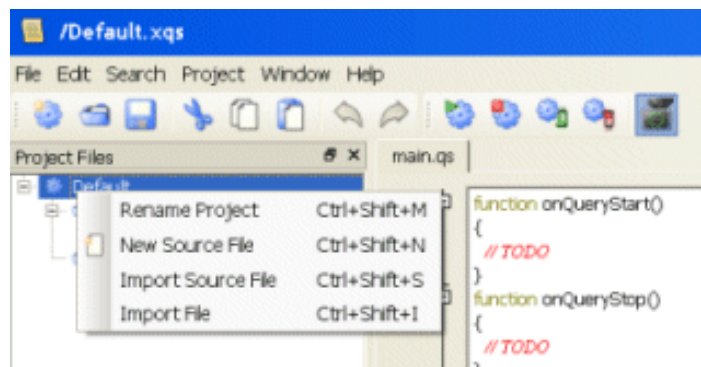 /Default.xqs
File Edit Search Project Window Help
Project Files
main.qs
Default
Rename Project Ctrl+Shift+M
New Source File Ctrl+Shift+N
Import Source File Ctrl+Shift+S
Import File Ctrl+Shift+I
function onQueryStart()
{
//TODO
}
function onQueryStop()
{
//TODO
}